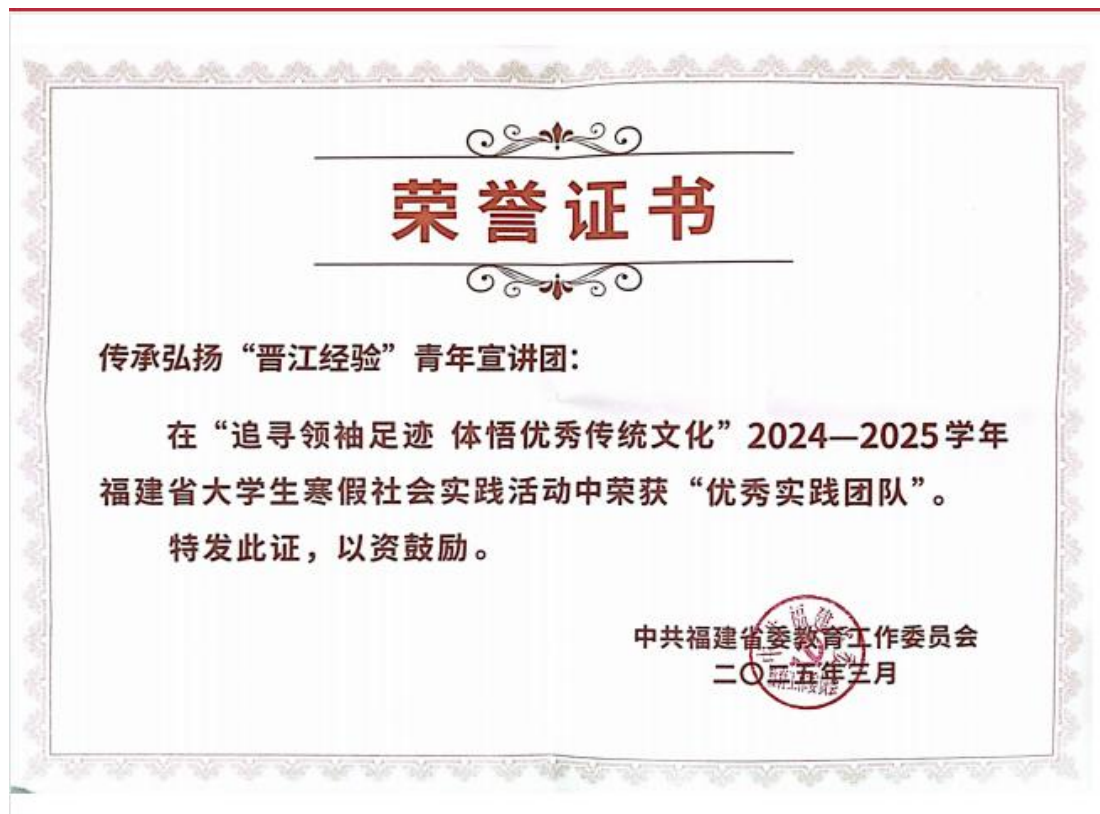 荣誉证书
传承弘扬“晋江经验”青年宣讲团：
在“追寻领袖足迹 体悟优秀传统文化”2024—2025学年
福建省大学生寒假社会实践活动中荣获“优秀实践团队”。
特发此证，以资鼓励。
中共福建省委教育工作委员会
二〇二五年三月